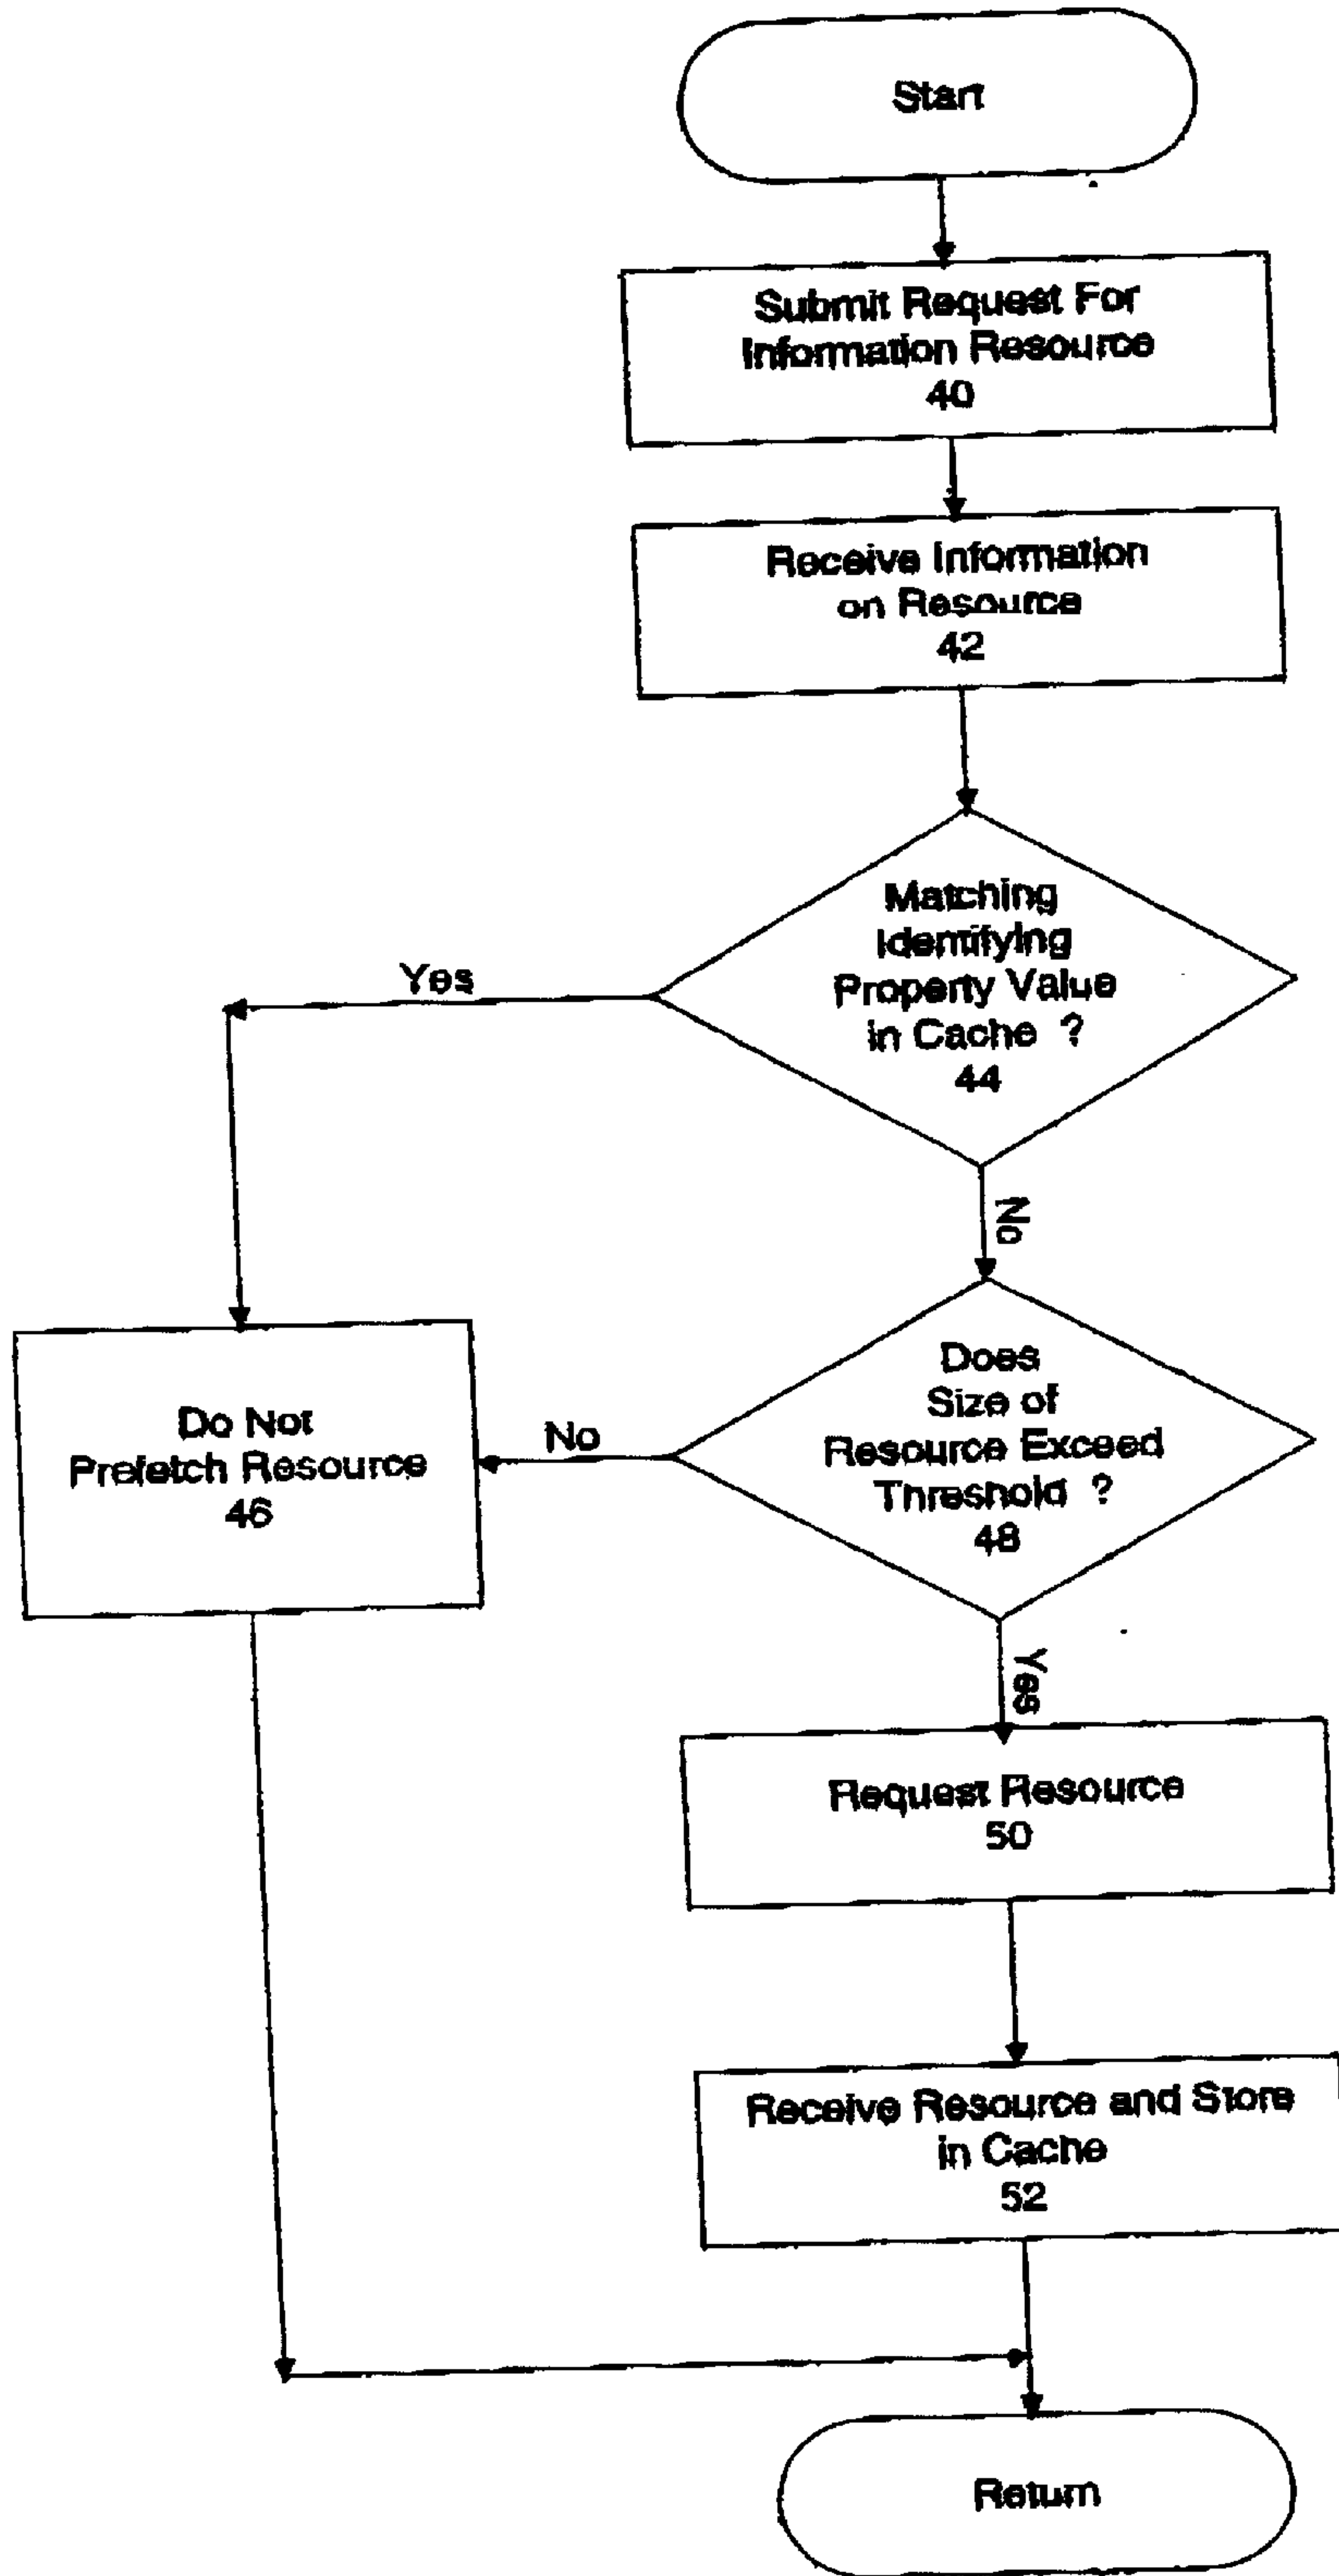 Start
Submit Request For
Information Resource
40
Receive Information
on Resource
42
Matching
Identifying
Property Value
in Cache ?
44
Yes
No
Do Not
Prefetch Resource
46
No
Does
Size of
Resource Exceed
Threshold ?
48
Yes
Request Resource
50
Receive Resource and Store
in Cache
52
Return